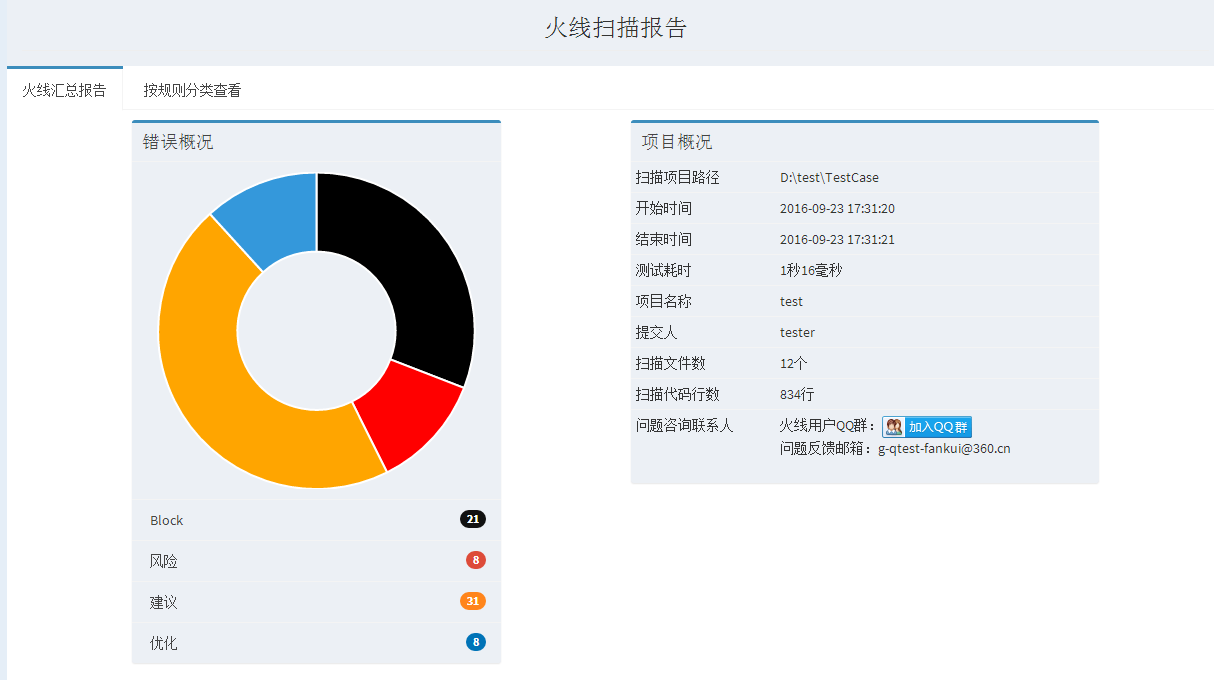 火线扫描报告
火线汇总报告 按规则分类查看
错误概况
Block 21
风险 8
建议 31
优化 8
项目概况
扫描项目路径 D:\test\TestCase
开始时间 2016-09-23 17:31:20
结束时间 2016-09-23 17:31:21
测试耗时 1秒16毫秒
项目名称 test
提交人 tester
扫描文件数 12个
扫描代码行数 834行
问题咨询联系人 火线用户QQ群：加入QQ群
问题反馈邮箱：g-qtest-fankui@360.cn